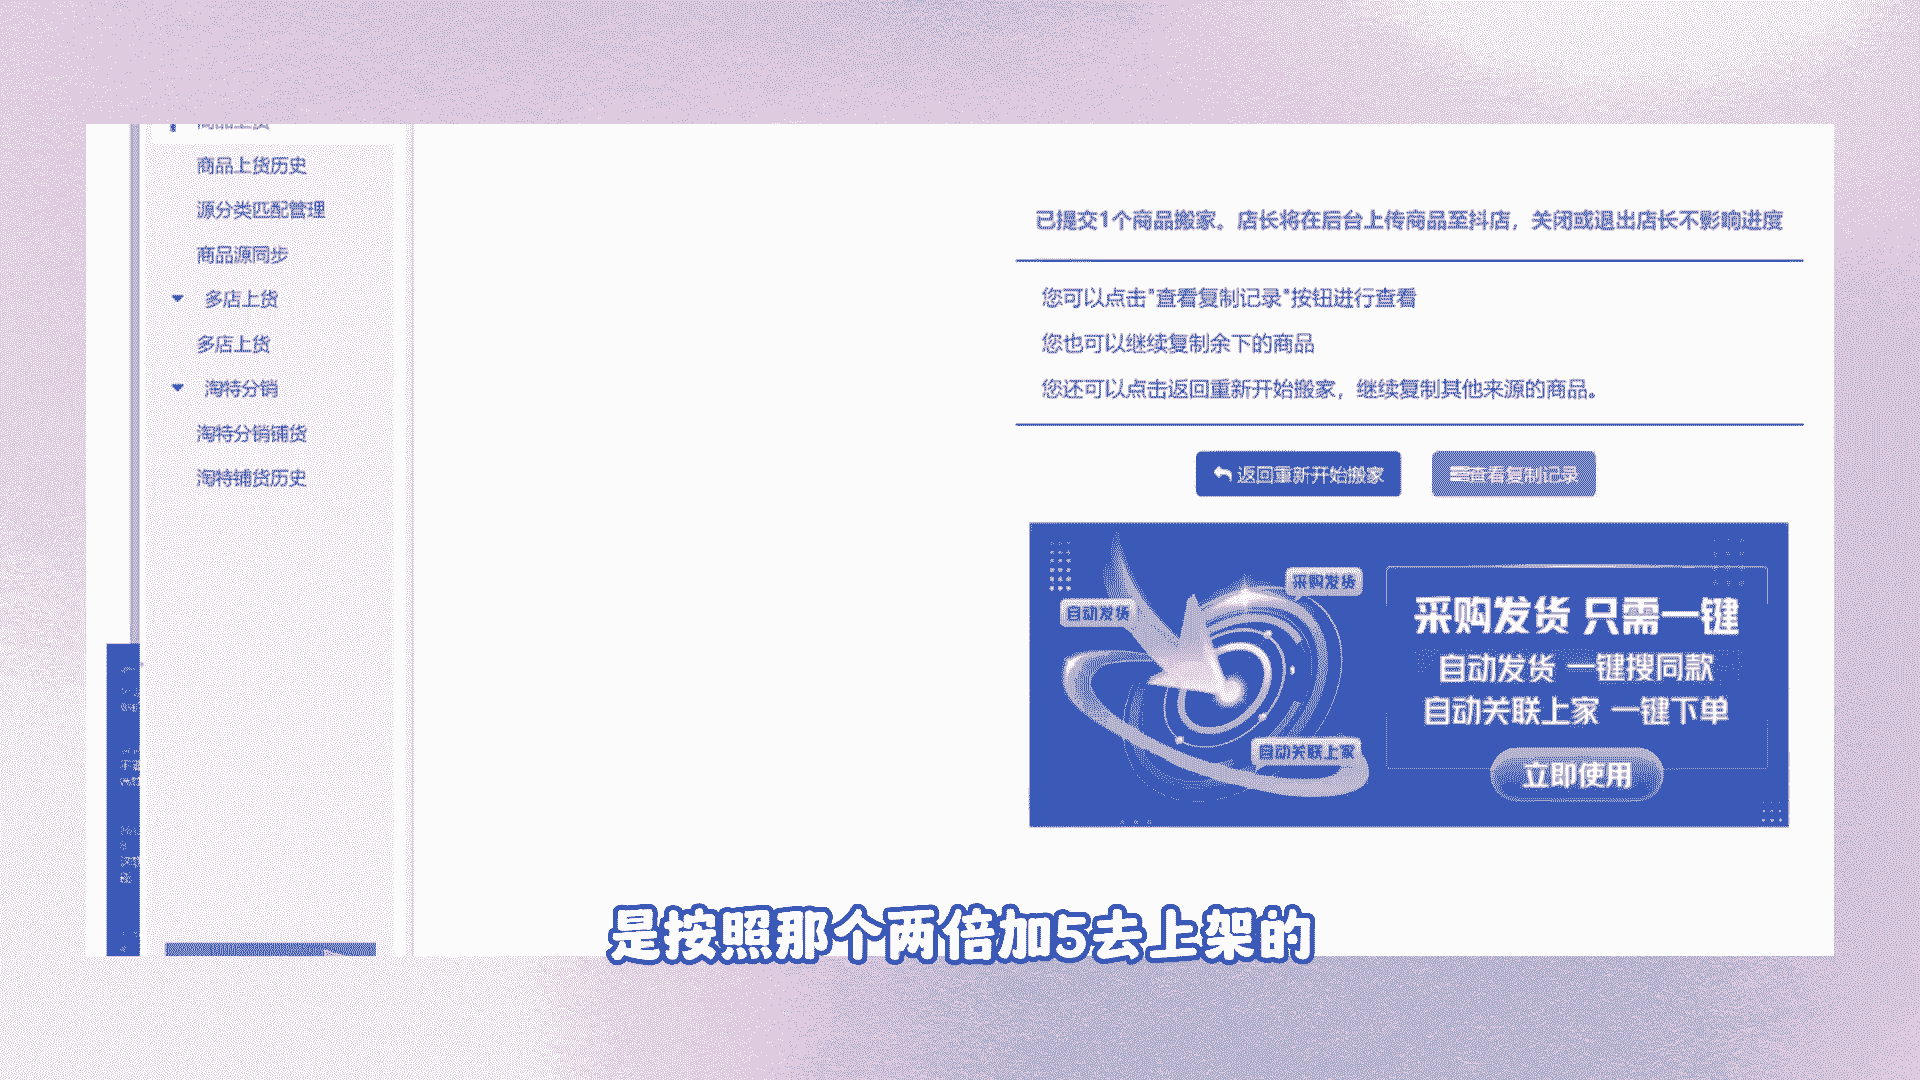 商品上货
商品上货历史
源分类匹配管理
商品源同步
多店上货
多店上货
淘特分销
淘特分销铺货
淘特铺货历史
已提交1个商品搬家。店长将在后台上传商品至抖店，关闭或退出店长不影响进度
您可以点击"查看复制记录"按钮进行查看
您也可以继续复制余下的商品
您还可以点击返回重新开始搬家，继续复制其他来源的商品。
返回重新开始搬家
查看复制记录
采购发货
自动发货
自动关联上家
采购发货 只需一键
自动发货 一键搜同款
自动关联上家 一键下单
立即使用
是按照那个两倍加5去上架的